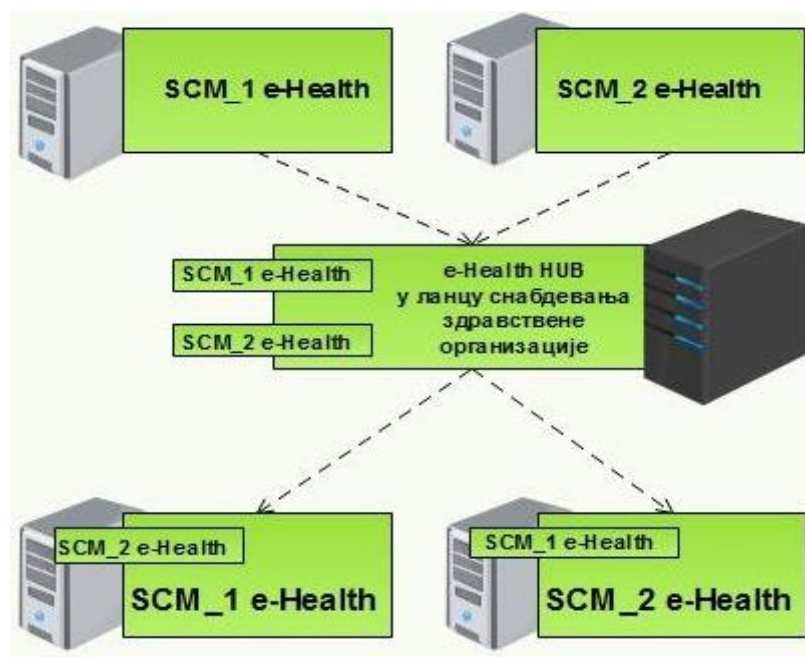 SCM_1 e-Health
SCM_2 e-Health
SCM_1 e-Health
SCM_2 e-Health
e-Health HUB
у ланцу снабдевања
здравствене
организације
SCM_2 e-Health
SCM_1 e-Health
SCM_1 e-Health
SCM_2 e-Health